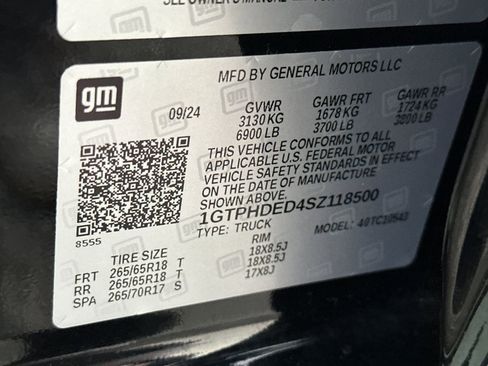 SEE OWNER'S MANUAL
gm
MFD BY GENERAL MOTORS LLC
09/24 GVWR GAWR FRT GAWR RR
3130 KG 1678 KG 1724 KG
6900 LB 3700 LB 3800 LB
THIS VEHICLE CONFORMS TO ALL
APPLICABLE U.S. FEDERAL MOTOR
VEHICLE SAFETY STANDARDS IN EFFECT
ON THE DATE OF MANUFACTURE
1GTPHDED4SZ118500
TYPE: TRUCK MODEL:
8555
TIRE SIZE RIM
FRT 265/65R18 T 18X8.5J
RR 265/65R18 T 18X8.5J
SPA 265/70R17 S 17X8J